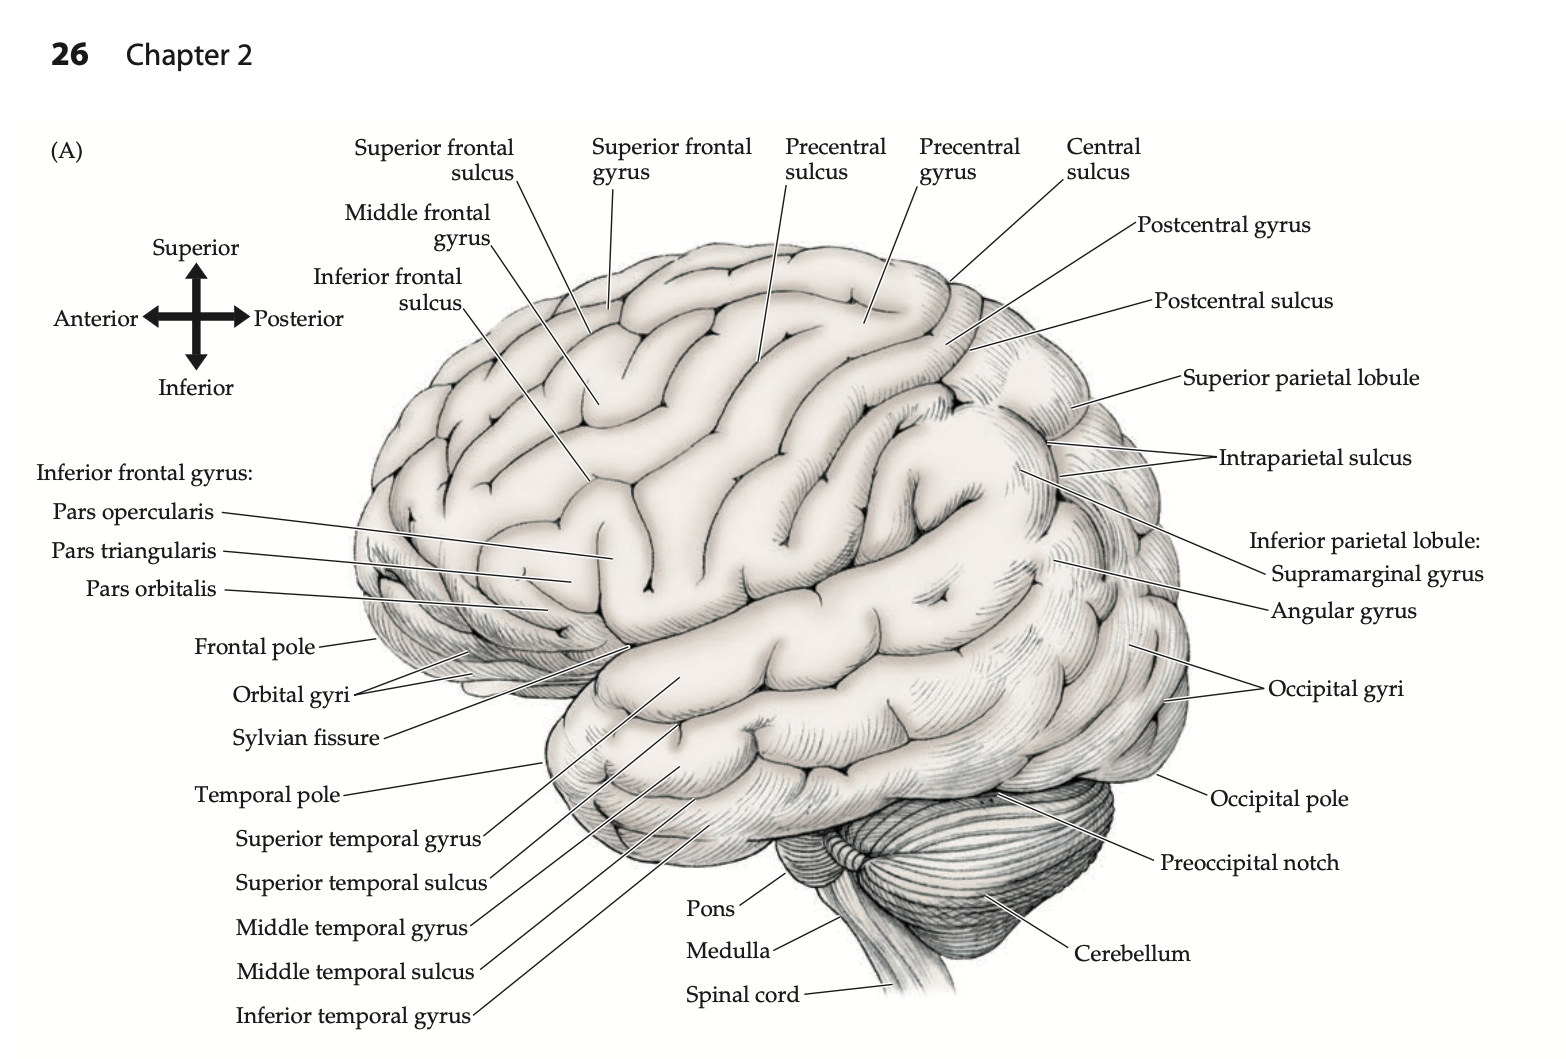 26 Chapter 2
(A)
Superior frontal
sulcus
Superior frontal
gyrus
Precentral
sulcus
Precentral
gyrus
Central
sulcus
Middle frontal
gyrus
Postcentral gyrus
Superior
Inferior frontal
sulcus
Postcentral sulcus
Anterior
Posterior
Inferior
Superior parietal lobule
Intraparietal sulcus
Inferior frontal gyrus:
Pars opercularis
Pars triangularis
Pars orbitalis
Inferior parietal lobule:
Supramarginal gyrus
Angular gyrus
Frontal pole
Orbital gyri
Occipital gyri
Sylvian fissure
Temporal pole
Occipital pole
Superior temporal gyrus
Preoccipital notch
Superior temporal sulcus
Pons
Middle temporal gyrus
Medulla
Cerebellum
Middle temporal sulcus
Spinal cord
Inferior temporal gyrus